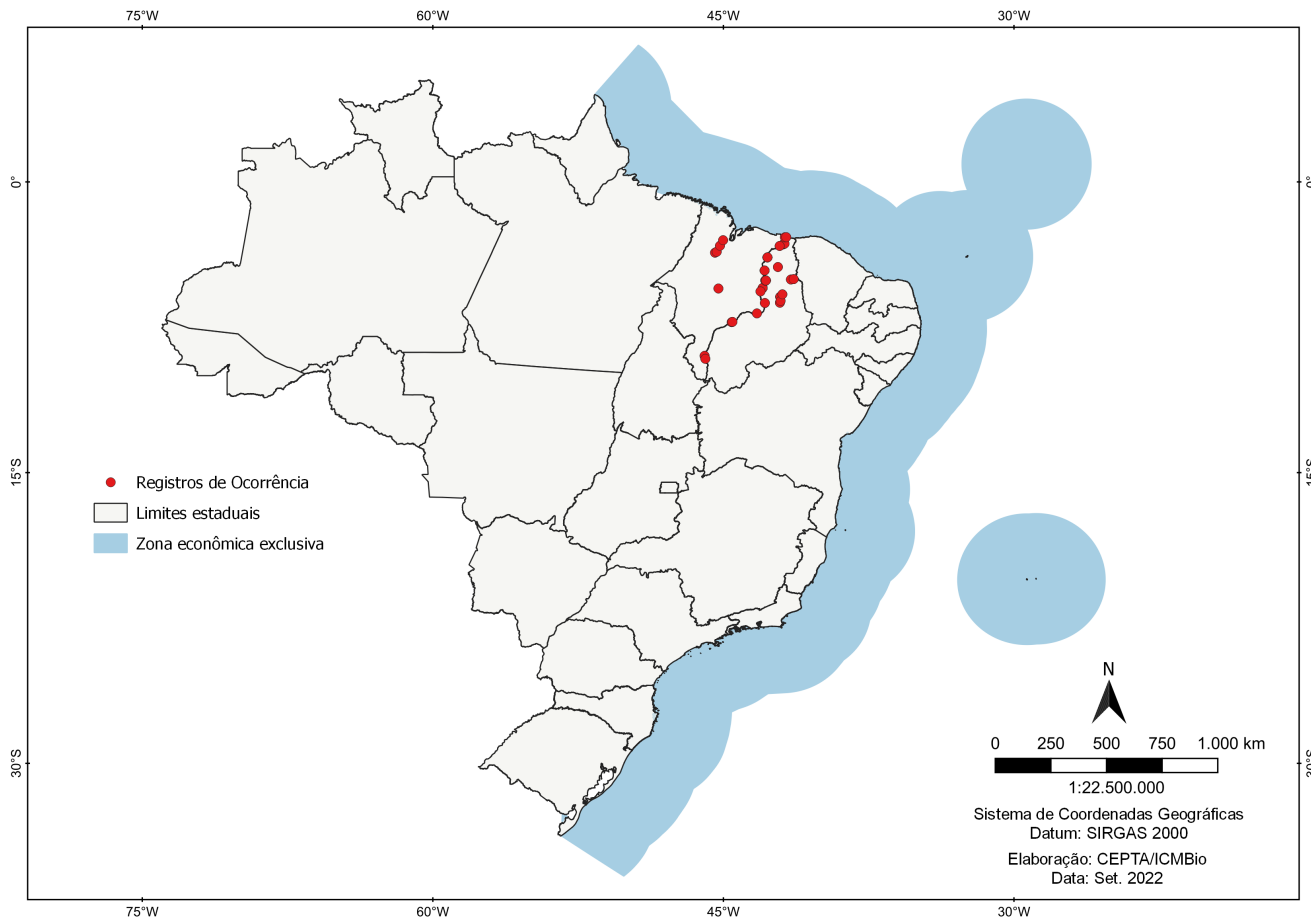 75°W 60°W 45°W 30°W
0° 0°
15°S 15°S
Registros de Ocorrência
Limites estaduais
Zona econômica exclusiva
N
0 250 500 750 1.000 km
30°S 30°S
1:22.500.000
Sistema de Coordenadas Geográficas
Datum: SIRGAS 2000
Elaboração: CEPTA/ICMBio
Data: Set. 2022
75°W 60°W 45°W 30°W